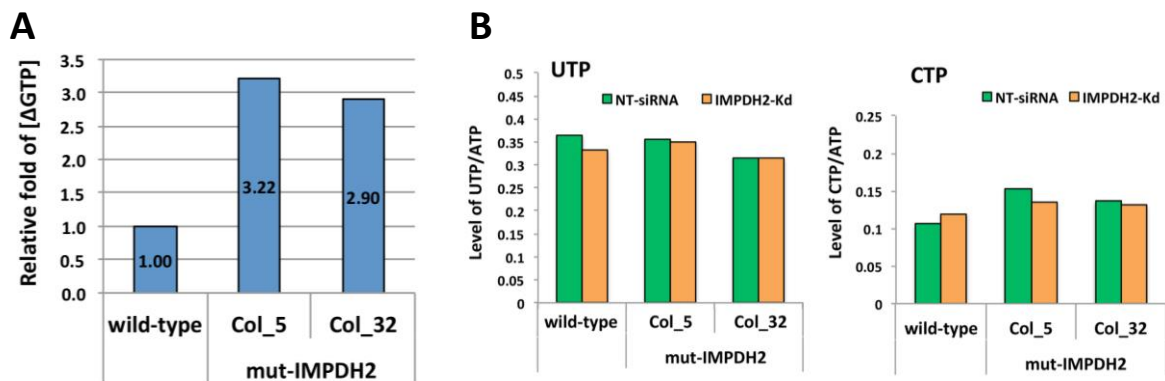 A
Relative fold of [ΔGTP]
3.5
3.0
2.5
2.0
1.5
1.0
0.5
0.0
1.00
3.22
2.90
wild-type
Col_5
Col_32
mut-IMPDH2
B
UTP
NT-siRNA
IMPDH2-Kd
Level of UTP/ATP
0.5
0.45
0.4
0.35
0.3
0.25
0.2
0.15
0.1
0.05
0
wild-type
Col_5
Col_32
mut-IMPDH2
CTP
NT-siRNA
IMPDH2-Kd
Level of CTP/ATP
0.25
0.2
0.15
0.1
0.05
0
wild-type
Col_5
Col_32
mut-IMPDH2